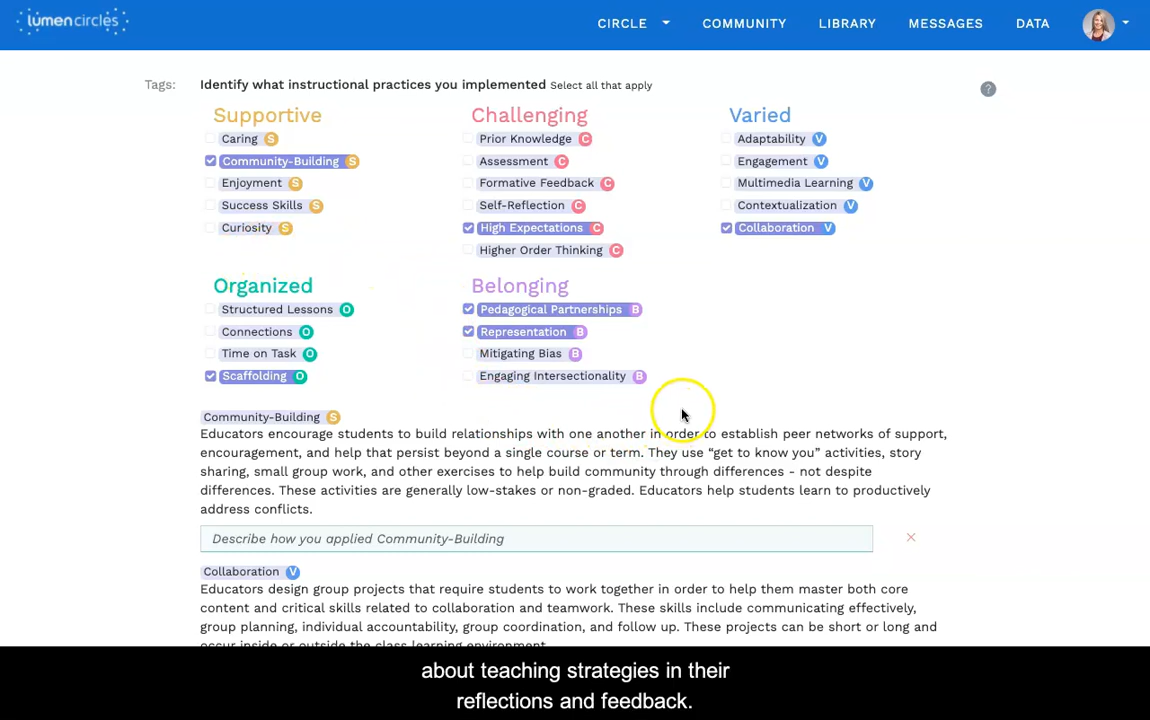 lumencircles
CIRCLE COMMUNITY LIBRARY MESSAGES DATA
Tags: Identify what instructional practices you implemented Select all that apply
?
Supportive
Caring S
Community-Building S
Enjoyment S
Success Skills S
Curiosity S
Challenging
Prior Knowledge C
Assessment C
Formative Feedback C
Self-Reflection C
High Expectations C
Higher Order Thinking C
Varied
Adaptability V
Engagement V
Multimedia Learning V
Contextualization V
Collaboration V
Organized
Structured Lessons O
Connections O
Time on Task O
Scaffolding O
Belonging
Pedagogical Partnerships B
Representation B
Mitigating Bias B
Engaging Intersectionality B
Community-Building S
Educators encourage students to build relationships with one another in order to establish peer networks of support,
encouragement, and help that persist beyond a single course or term. They use “get to know you” activities, story
sharing, small group work, and other exercises to help build community through differences - not despite
differences. These activities are generally low-stakes or non-graded. Educators help students learn to productively
address conflicts.
Describe how you applied Community-Building
Collaboration V
Educators design group projects that require students to work together in order to help them master both core
content and critical skills related to collaboration and teamwork. These skills include communicating effectively,
group planning, individual accountability, group coordination, and follow up. These projects can be short or long and
occur inside or outside the class learning environment.
about teaching strategies in their
reflections and feedback.